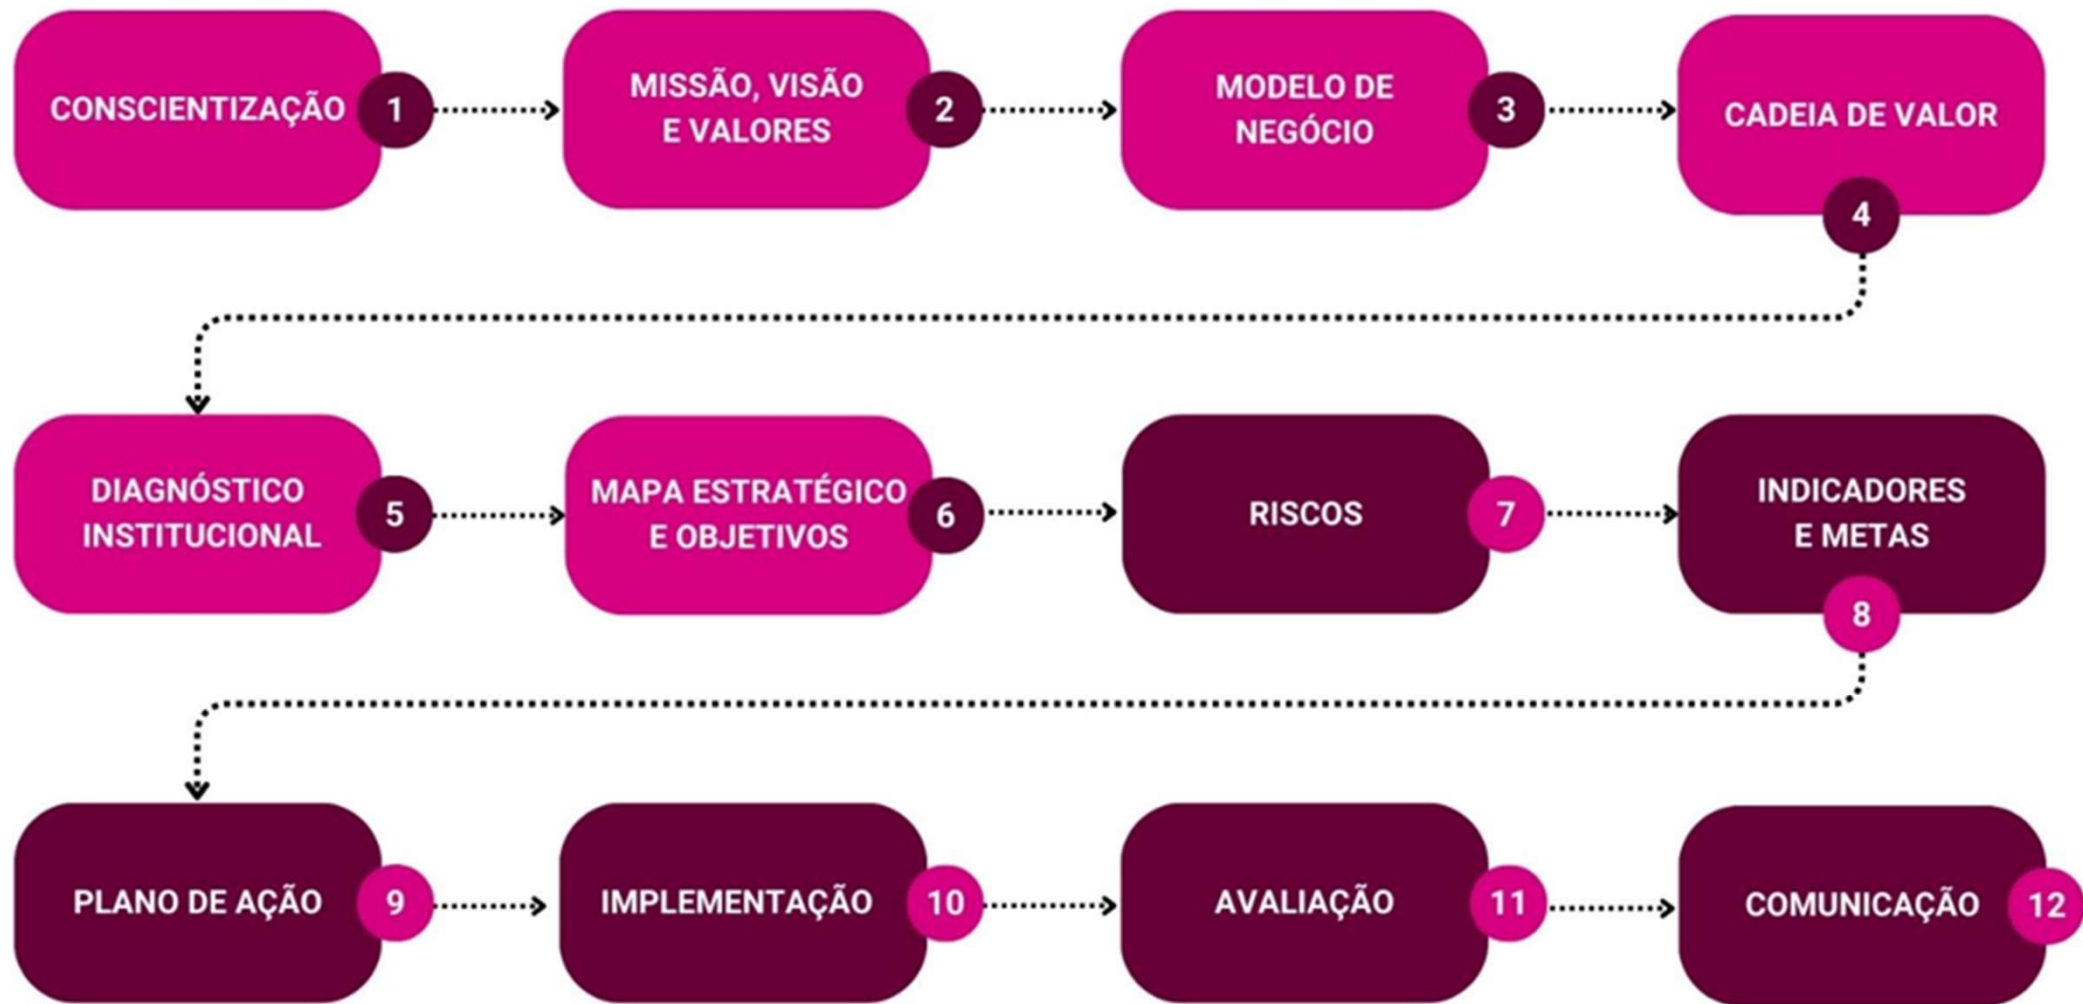 CONSCIENTIZAÇÃO
1
MISSÃO, VISÃO
E VALORES
2
MODELO DE
NEGÓCIO
3
CADEIA DE VALOR
4
DIAGNÓSTICO
INSTITUCIONAL
5
MAPA ESTRATÉGICO
E OBJETIVOS
6
RISCOS
7
INDICADORES
E METAS
8
PLANO DE AÇÃO
9
IMPLEMENTAÇÃO
10
AVALIAÇÃO
11
COMUNICAÇÃO
12